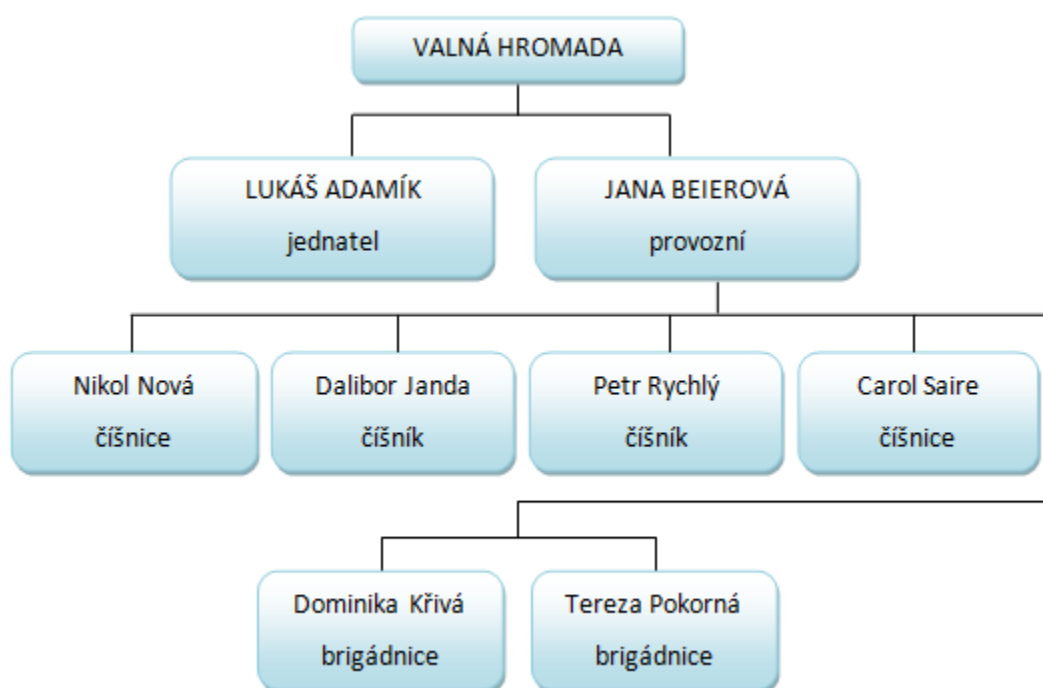 VALNÁ HROMADA
LUKÁŠ ADAMÍK
jednatel
JANA BEIEROVÁ
provozní
Nikol Nová
číšnice
Dalibor Janda
číšník
Petr Rychlý
číšník
Carol Saire
číšnice
Dominika Křivá
brigádnice
Tereza Pokorná
brigádnice